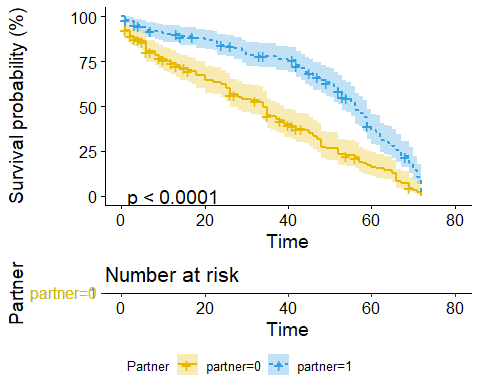 Survival probability (%)
100
75
50
25
0
p < 0.0001
0 20 40 60 80
Time
Number at risk
Partner
partner=0
0 20 40 60 80
Time
Partner partner=0 partner=1